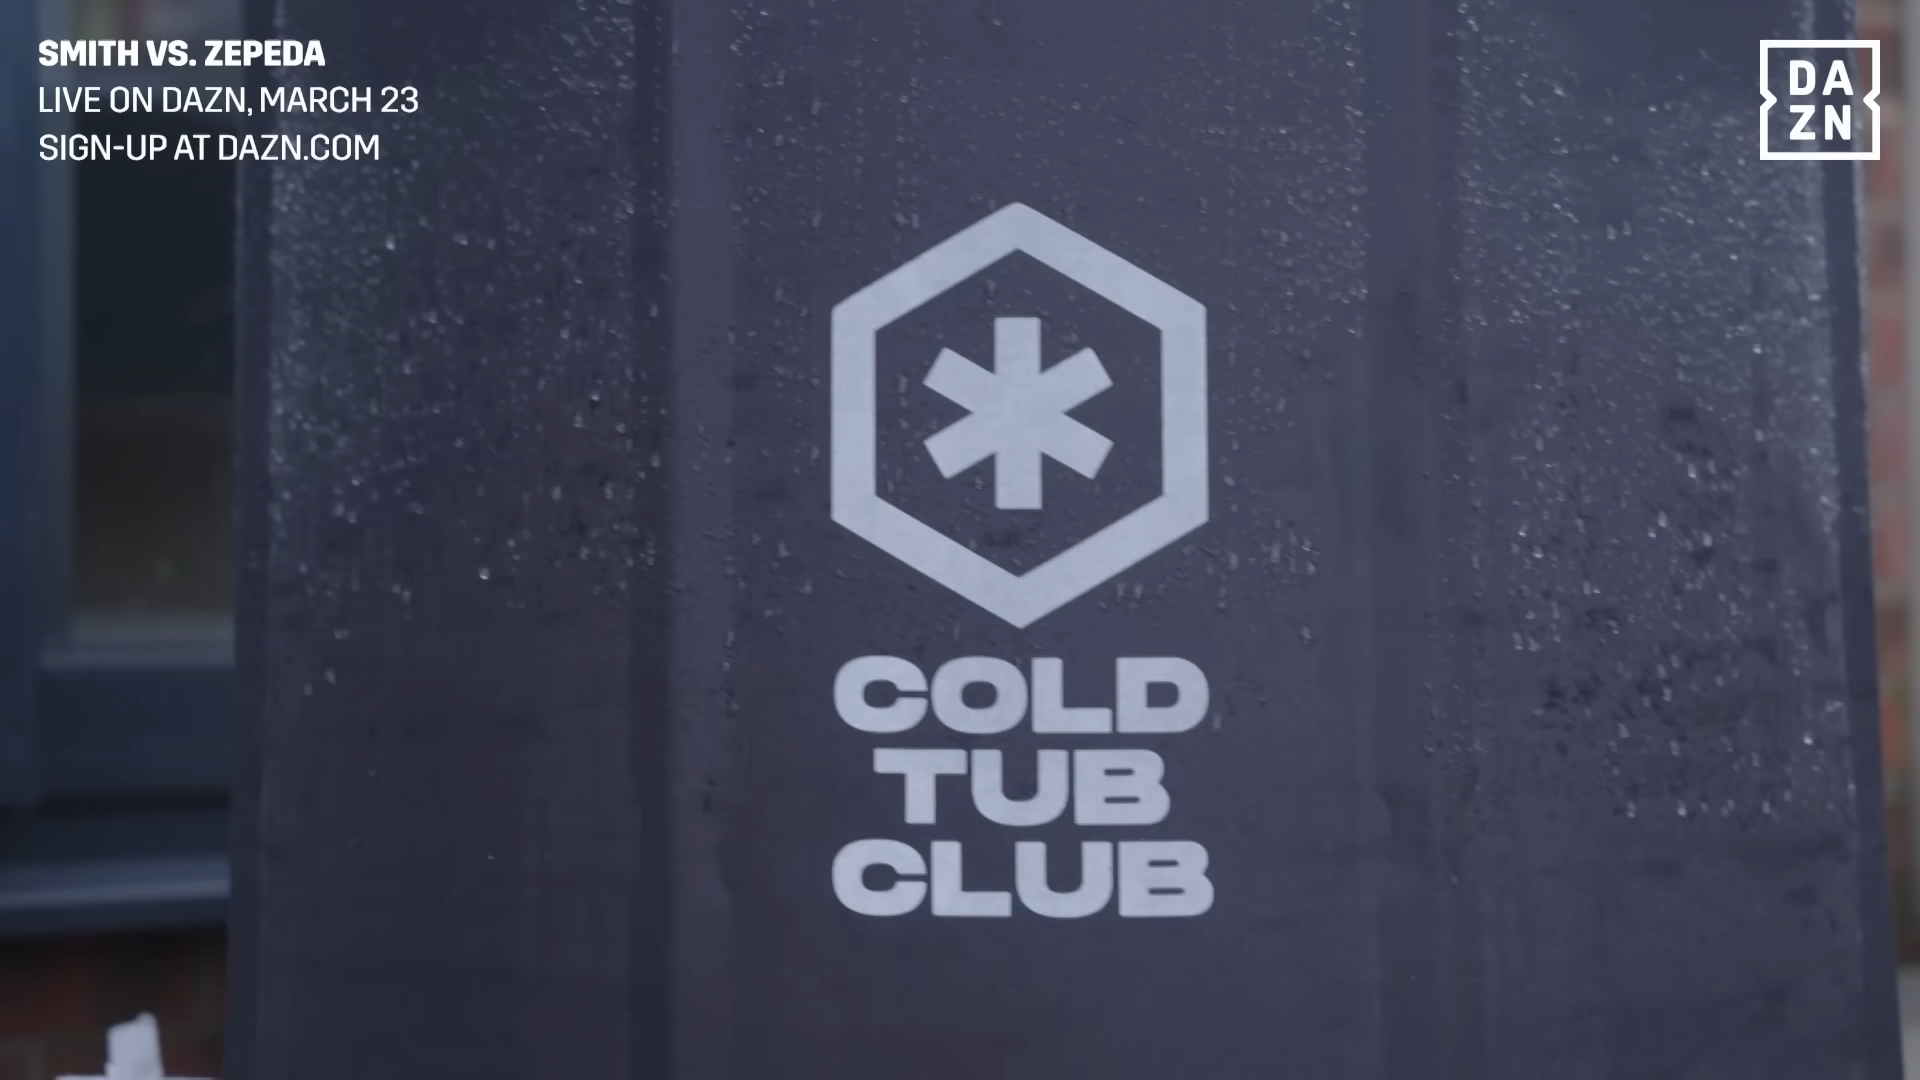 SMITH VS. ZEPEDA
LIVE ON DAZN, MARCH 23
SIGN-UP AT DAZN.COM
DA
ZN
COLD
TUB
CLUB